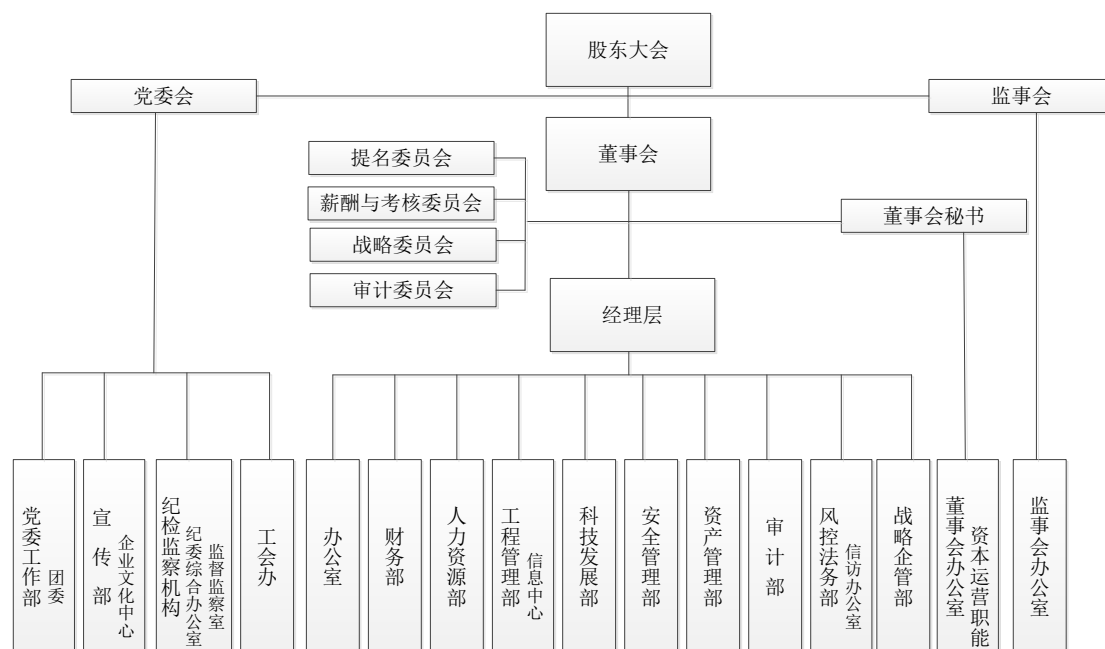 股东大会
党委会
监事会
董事会
提名委员会
薪酬与考核委员会
战略委员会
审计委员会
董事会秘书
经理层
党委工作部
团委
宣传部
企业文化中心
纪检监察机构
纪委综合办公室
监督监察室
工会办
办公室
财务部
人力资源部
工程管理部
信息中心
科技发展部
安全管理部
资产管理部
审计部
风控法务部
信访办公室
战略企管部
董事会办公室
资本运营职能
监事会办公室